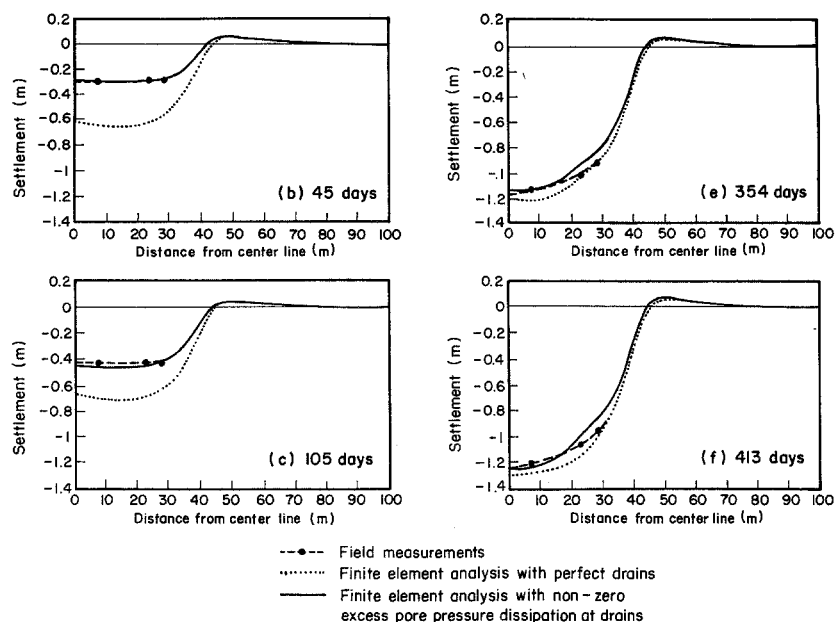 0.2
0
-0.2
-0.4
-0.6
-0.8
-1
-1.2
-1.4
Settlement (m)
(b) 45 days
0 10 20 30 40 50 60 70 80 90 100
Distance from center line (m)
0.2
0
-0.2
-0.4
-0.6
-0.8
-1.
-1.2
-1.4
Settlement (m)
(e) 354 days
0 10 20 30 40 50 60 70 80 90 100
Distance from center line (m)
0.2
0
-0.2
-0.4
-0.6
-0.8
-1
-1.2
-1.4
Settlement (m)
(c) 105 days
0 10 20 30 40 50 60 70 80 90 100
Distance from center line (m)
0.2
0
-0.2
-0.4
-0.6
-0.8
-1
-1.2
-1.4
Settlement (m)
(f) 413 days
0 10 20 30 40 50 60 70 80 90 100
Distance from center line (m)
Field measurements
Finite element analysis with perfect drains
Finite element analysis with non-zero
excess pore pressure dissipation at drains